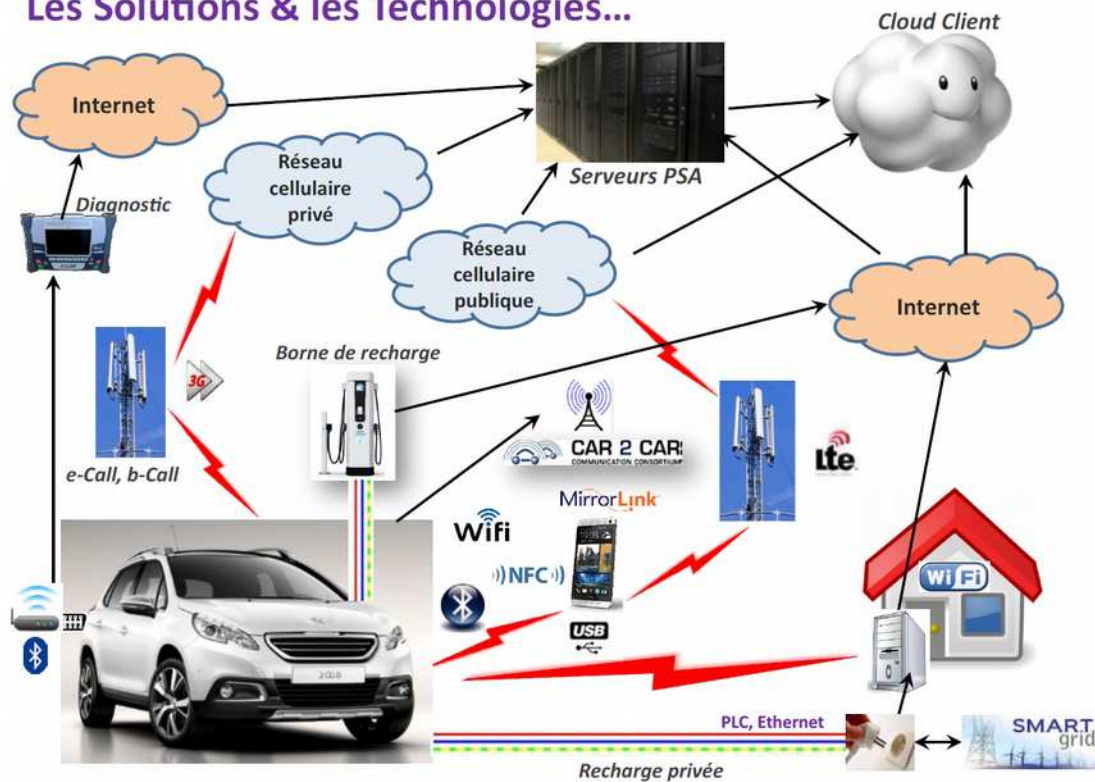 Les Solutions & les Technologies...
Cloud Client
Internet
Réseau
cellulaire
privé
Serveurs PSA
Diagnostic
Réseau
cellulaire
publique
Internet
Borne de recharge
3G
CAR 2 CAR
COMMUNICATION CONSORTIUM
lte
e-Call, b-Call
MirrorLink
Wifi
NFC
WiFi
USB
2008
PLC, Ethernet
SMART
grid
Recharge privée